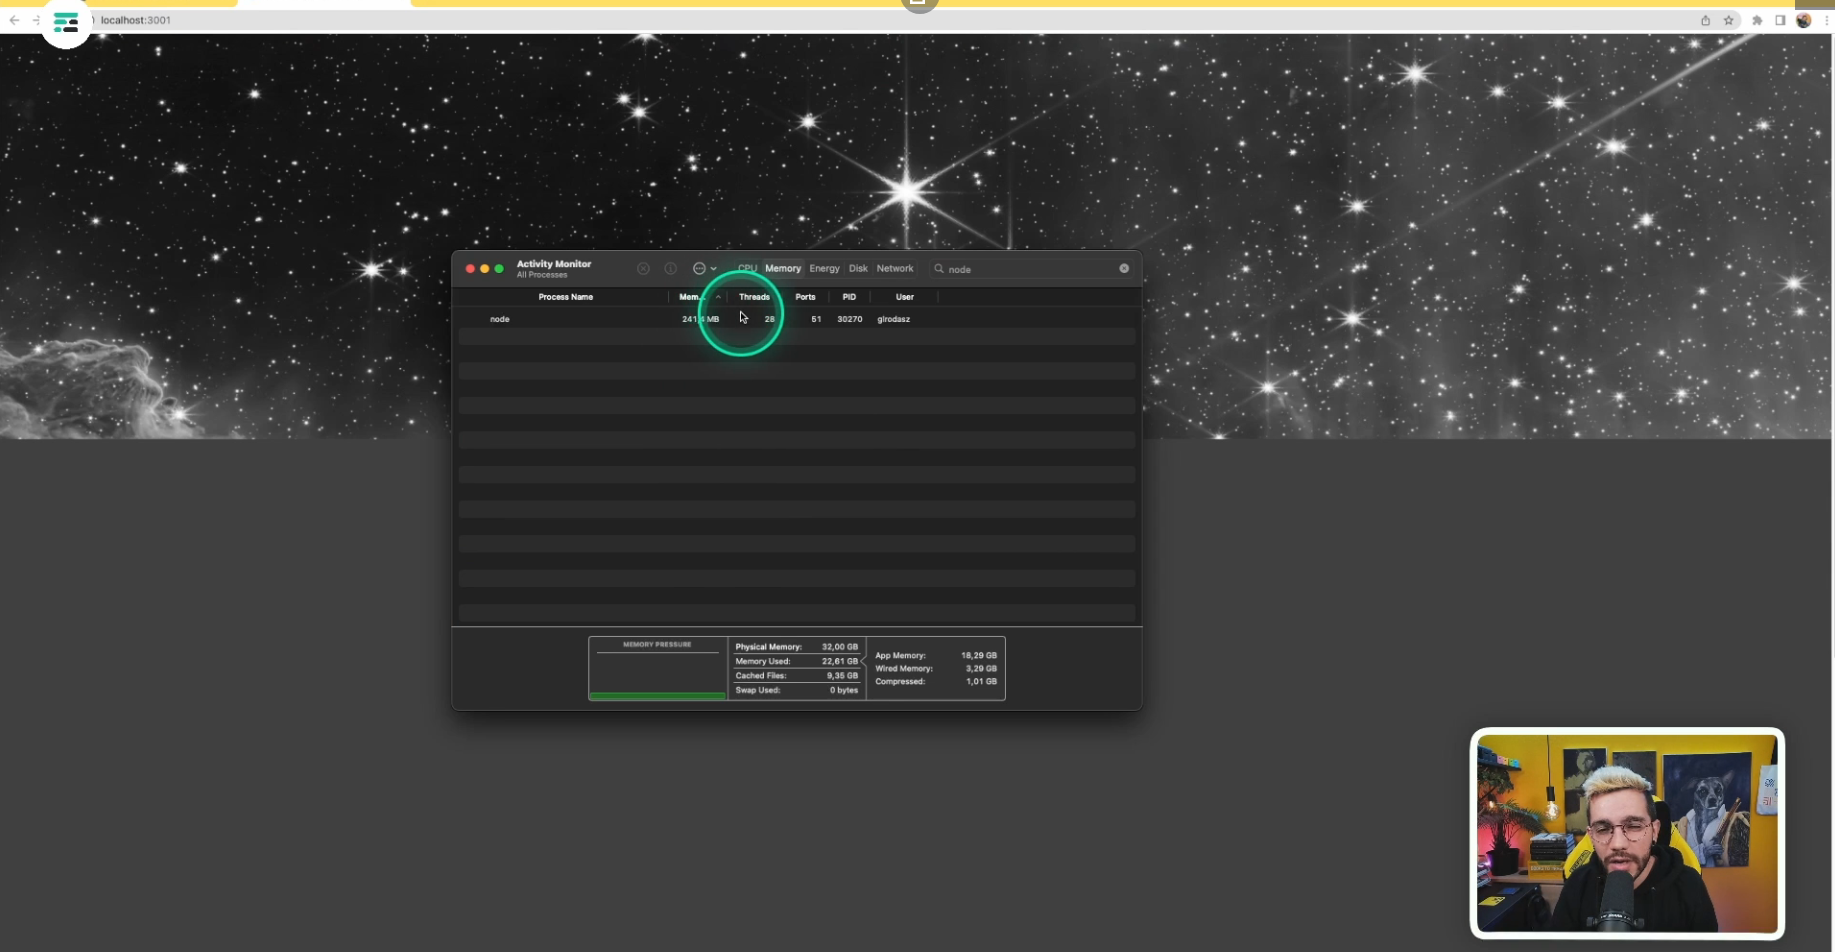 localhost:3001
Activity Monitor
All Processes
CPU Memory Energy Disk Network node
Process Name Mem... Threads Ports PID User
node 241,4 MB 28 51 30270 glrodasz
MEMORY PRESSURE
Physical Memory: 32,00 GB
Memory Used: 22,61 GB
Cached Files: 9,35 GB
Swap Used: 0 bytes
App Memory: 18,29 GB
Wired Memory: 3,29 GB
Compressed: 1,01 GB